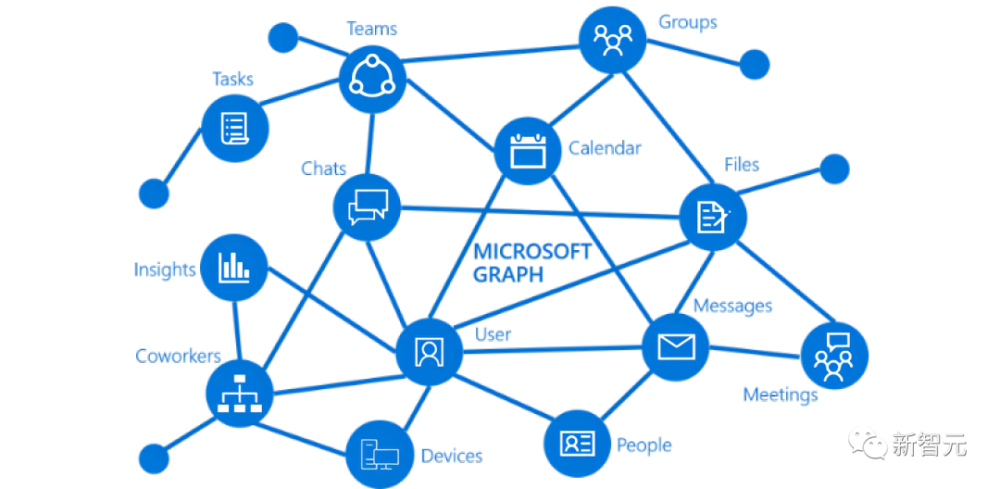 Teams
Groups
Tasks
Calendar
Chats
Files
MICROSOFT
GRAPH
Insights
Messages
User
Coworkers
Meetings
People
Devices
新智元